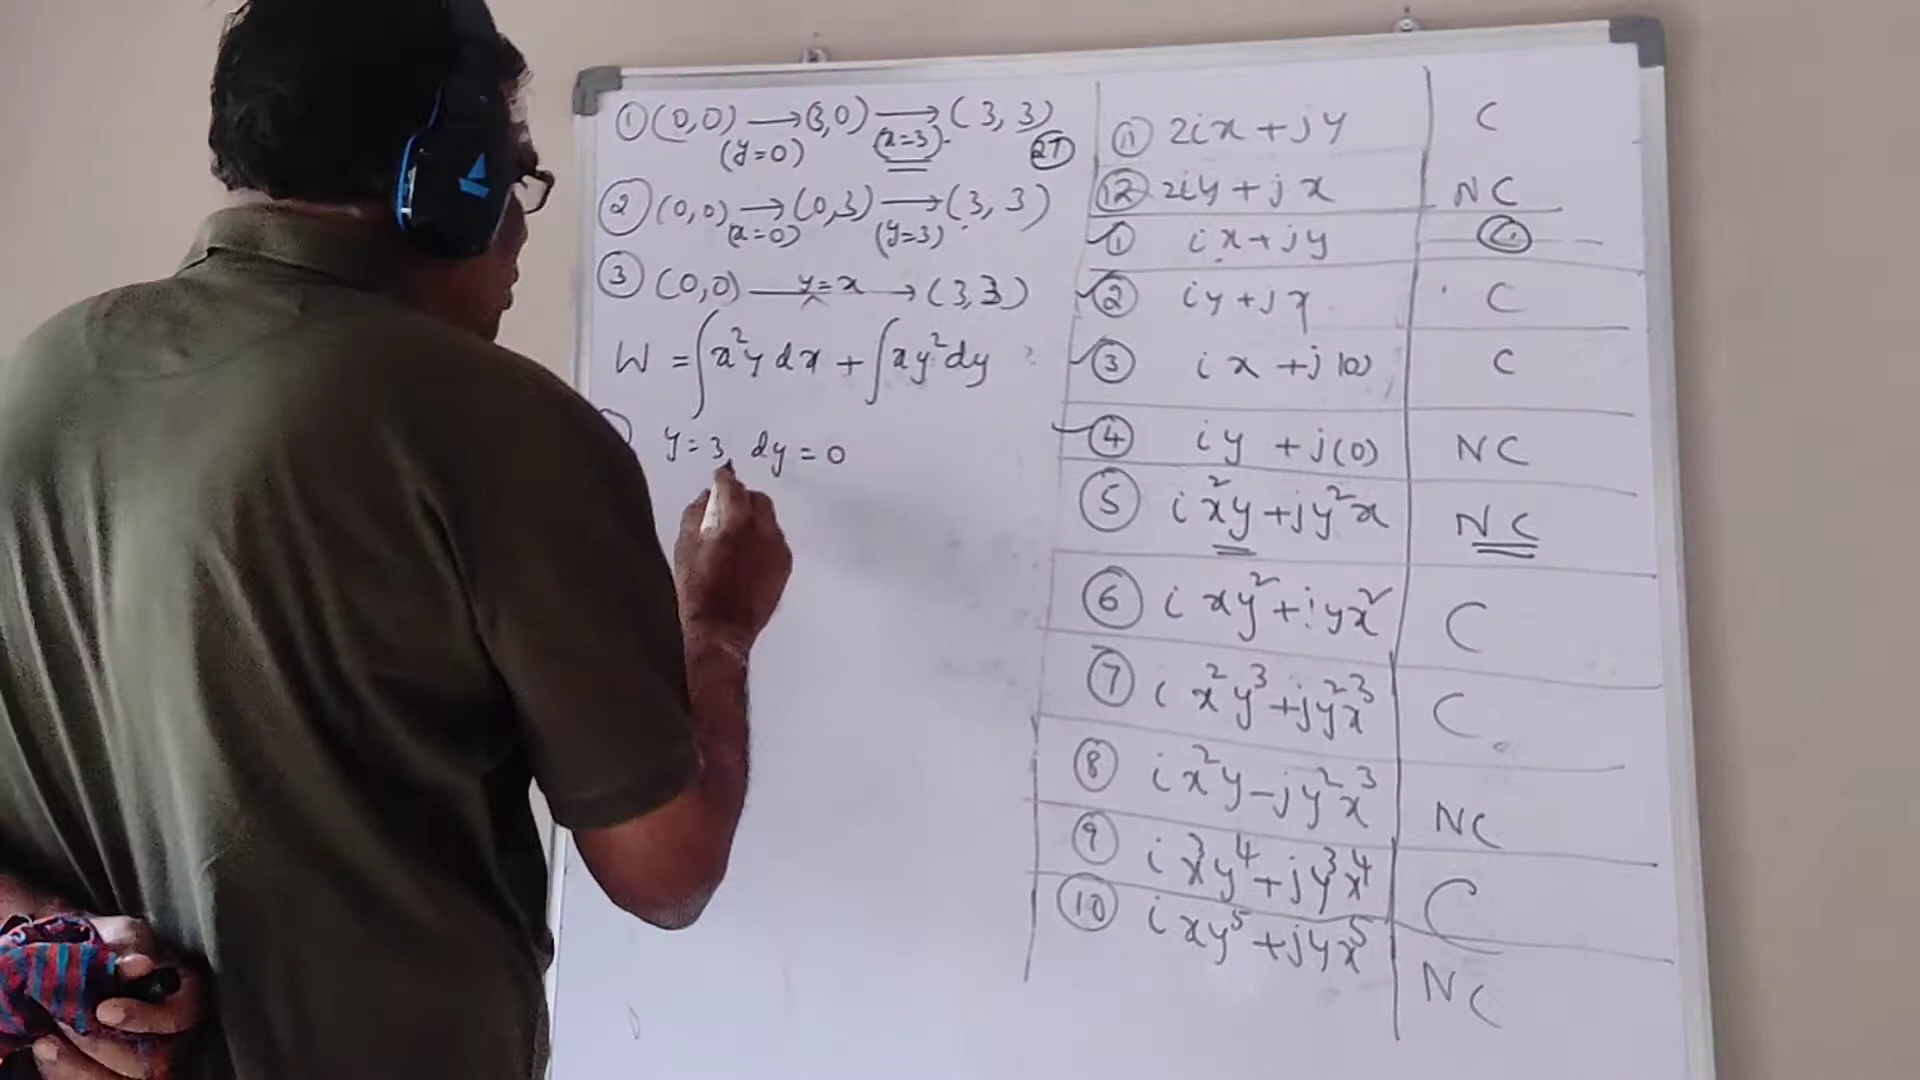 ① (0,0) → (3,0) → (3, 3)
(y=0) (x=3) 27
② (0,0) → (0,3) → (3, 3)
(x=0) (y=3)
③ (0,0) — y=x → (3,3)
W = ∫x²y dx + ∫xy²dy
y = 3, dy = 0
⑪ 2ix + jy C
⑫ 2iy + jx NC
① ix + jy C
② iy + jx C
③ ix + j(0) C
④ iy + j(0) NC
⑤ ix²y + jy²x NC
⑥ ixy² + jyx² C
⑦ ix²y³ + jy²x³ C
⑧ ix²y - jy²x³ NC
⑨ ix³y⁴ + jy³x⁴ C
⑩ ixy⁵ + jyx⁵ NC